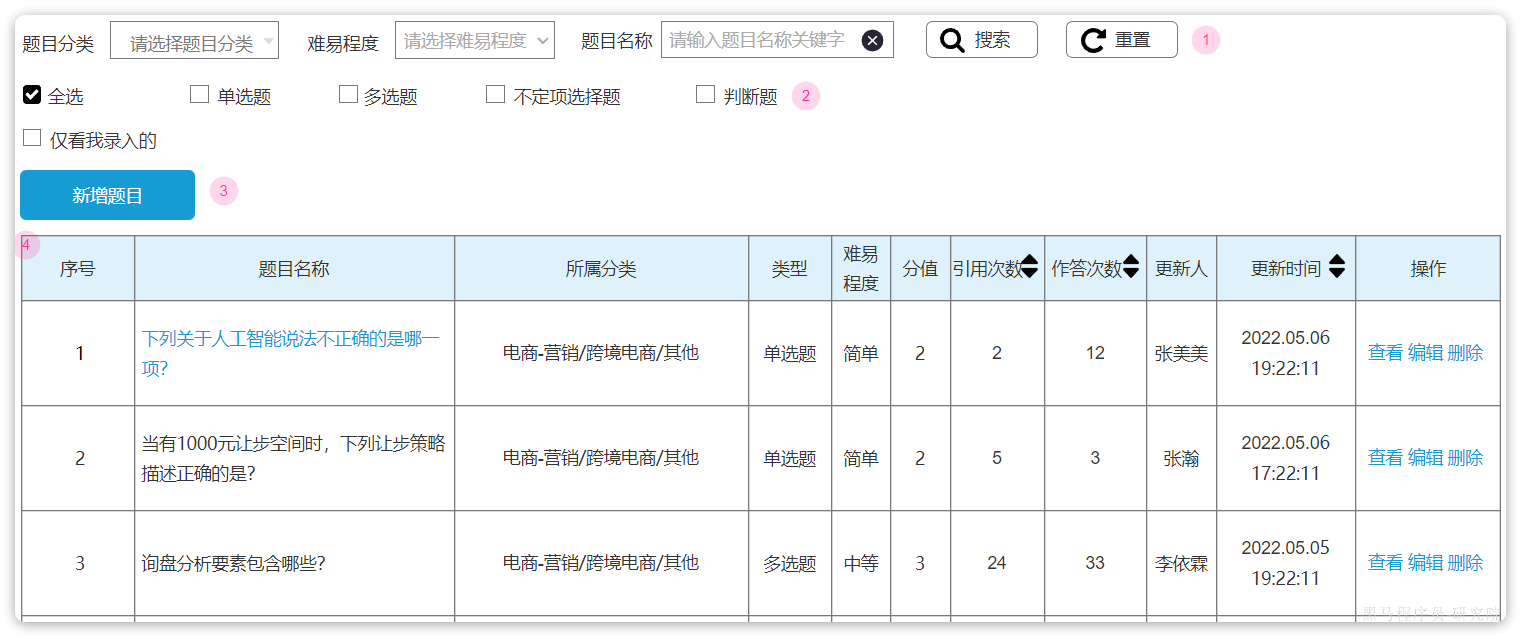 题目分类 请选择题目分类 难易程度 请选择难易程度 题目名称 请输入题目名称关键字 搜索 重置 1
全选 单选题 多选题 不定项选择题 判断题 2
仅看我录入的
新增题目 3
4
序号 题目名称 所属分类 类型 难易程度 分值 引用次数 作答次数 更新人 更新时间 操作
1 下列关于人工智能说法不正确的是哪一项？ 电商-营销/跨境电商/其他 单选题 简单 2 2 12 张美美 2022.05.06 19:22:11 查看 编辑 删除
2 当有1000元让步空间时，下列让步策略描述正确的是？ 电商-营销/跨境电商/其他 单选题 简单 2 5 3 张瀚 2022.05.06 17:22:11 查看 编辑 删除
3 询盘分析要素包含哪些？ 电商-营销/跨境电商/其他 多选题 中等 3 24 33 李依霖 2022.05.05 19:22:11 查看 编辑 删除
黑马程序员 研究院